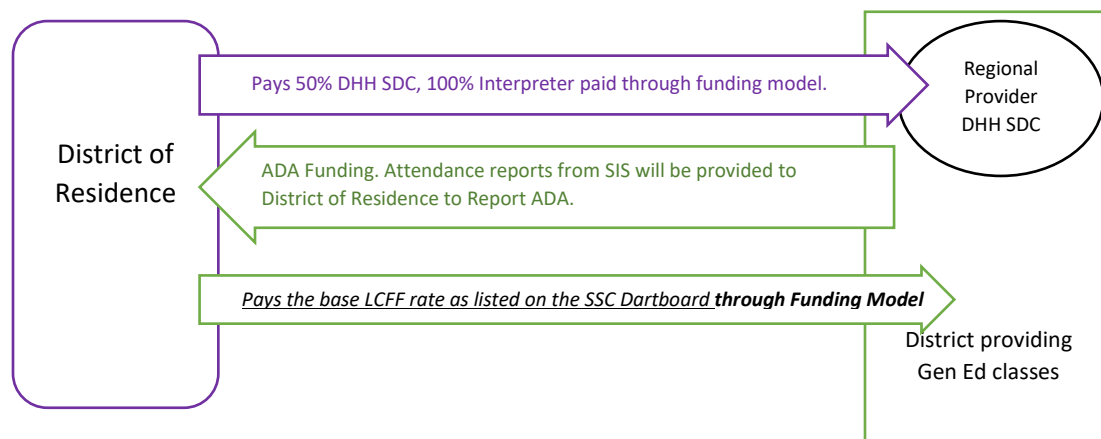 Pays 50% DHH SDC, 100% Interpreter paid through funding model.
Regional
Provider
DHH SDC
District of
Residence
ADA Funding. Attendance reports from SIS will be provided to
District of Residence to Report ADA.
Pays the base LCFF rate as listed on the SSC Dartboard through Funding Model
District providing
Gen Ed classes